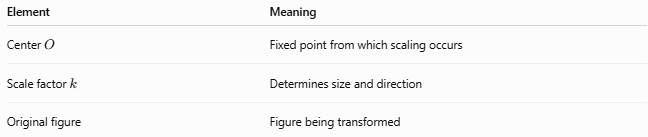 Element Meaning
Center O Fixed point from which scaling occurs
Scale factor k Determines size and direction
Original figure Figure being transformed